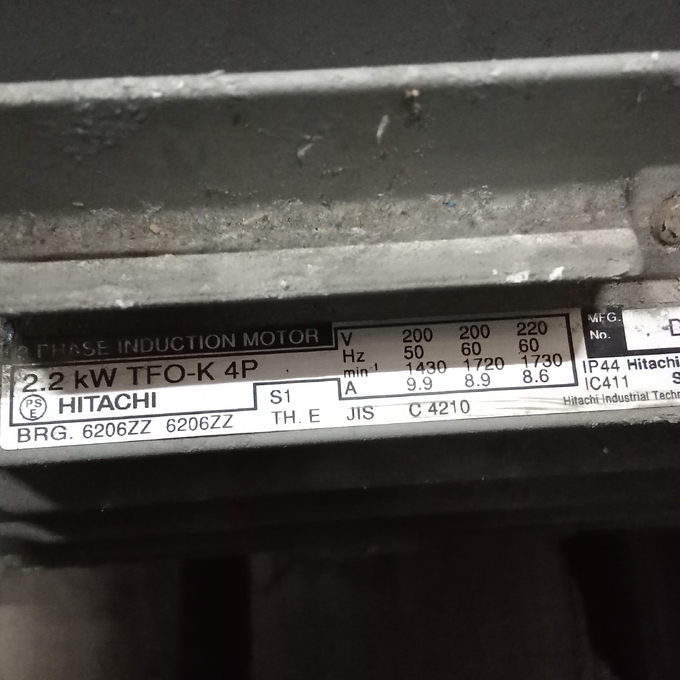 PHASE INDUCTION MOTOR
2.2 kW TFO-K 4P
PS E HITACHI
BRG. 6206ZZ 6206ZZ
S1
TH. E JIS C 4210
V 200 200 220
Hz 50 60 60
min-1 1430 1720 1730
A 9.9 8.9 8.6
MFG. No.
IP44 Hitachi
IC411 S
Hitachi Industrial